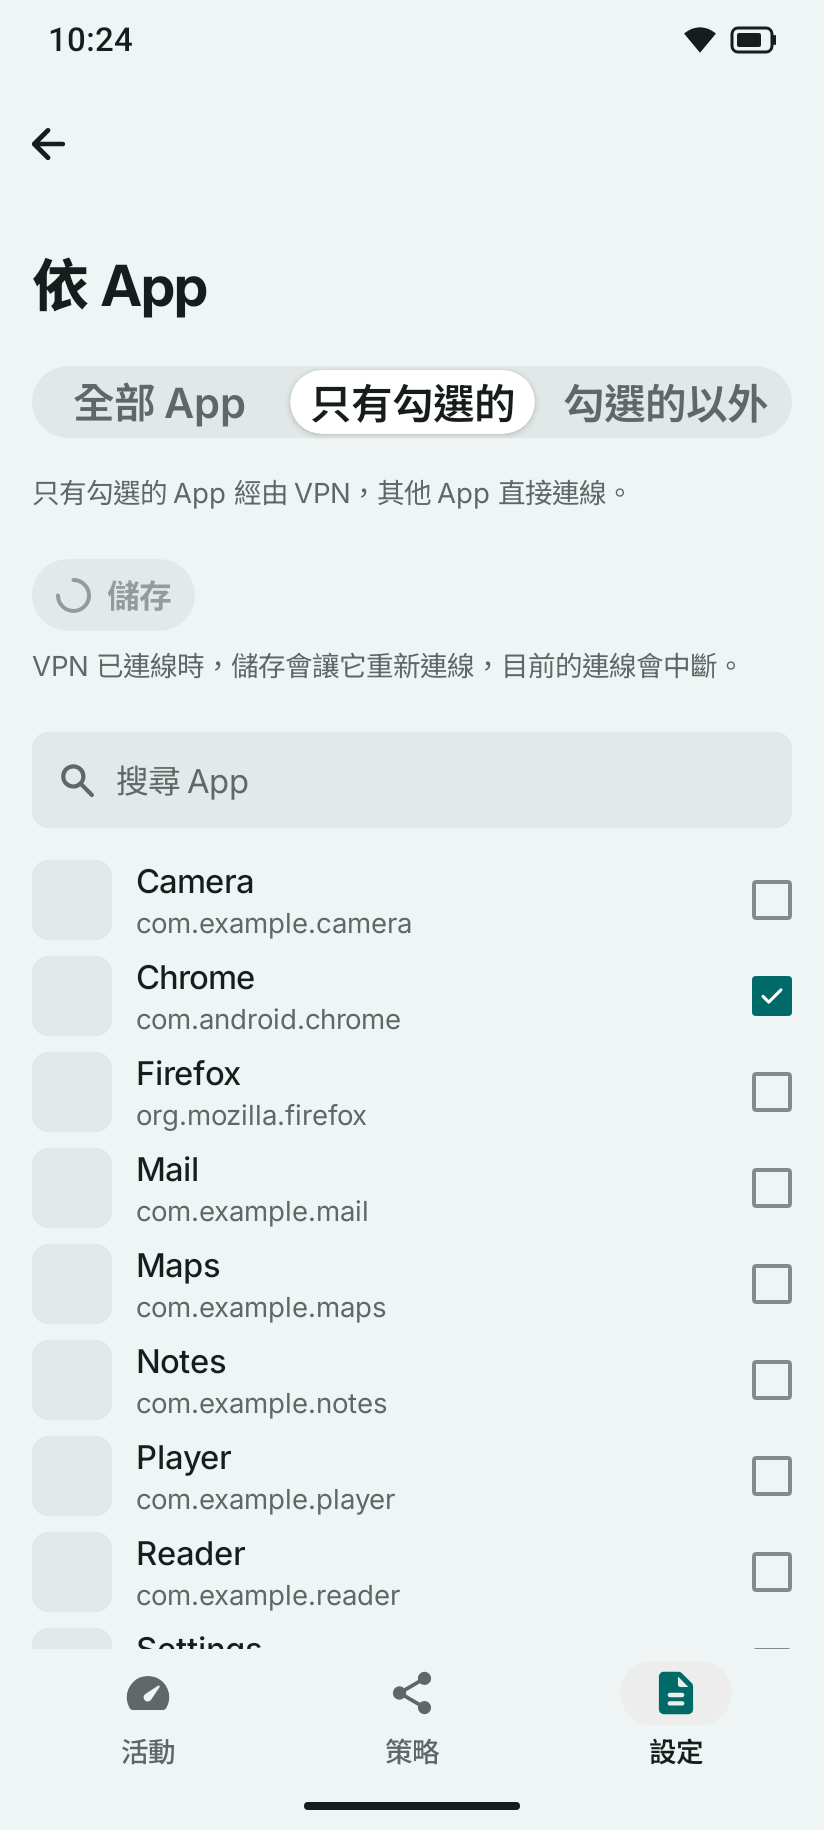 10:24
依 App
全部 App
只有勾選的
勾選的以外
只有勾選的 App 經由 VPN，其他 App 直接連線。
儲存
VPN 已連線時，儲存會讓它重新連線，目前的連線會中斷。
搜尋 App
Camera
com.example.camera
Chrome
com.android.chrome
Firefox
org.mozilla.firefox
Mail
com.example.mail
Maps
com.example.maps
Notes
com.example.notes
Player
com.example.player
Reader
com.example.reader
Settings
活動
策略
設定